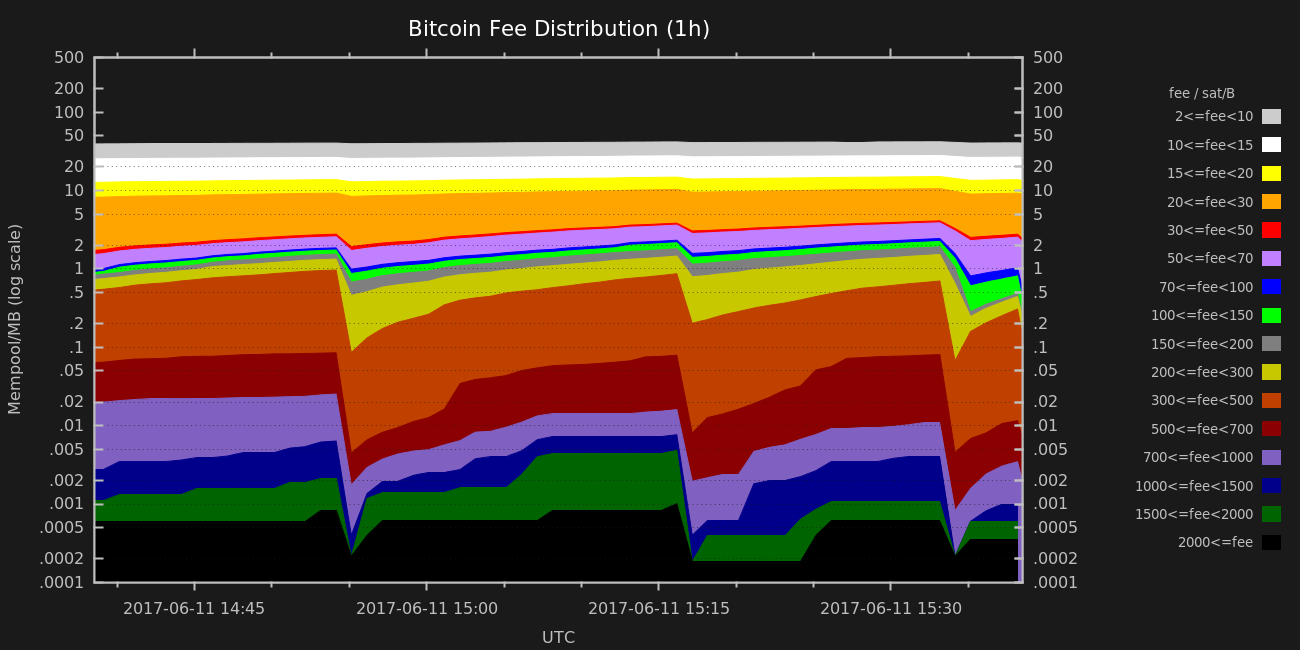 Bitcoin Fee Distribution (1h)
500 500
200 200
100 100
50 50
20 20
10 10
5 5
2 2
1 1
.5 .5
.2 .2
.1 .1
.05 .05
.02 .02
.01 .01
.005 .005
.002 .002
.001 .001
.0005 .0005
.0002 .0002
.0001 .0001
Mempool/MB (log scale)
2017-06-11 14:45 2017-06-11 15:00 2017-06-11 15:15 2017-06-11 15:30
UTC
fee / sat/B
2<=fee<10
10<=fee<15
15<=fee<20
20<=fee<30
30<=fee<50
50<=fee<70
70<=fee<100
100<=fee<150
150<=fee<200
200<=fee<300
300<=fee<500
500<=fee<700
700<=fee<1000
1000<=fee<1500
1500<=fee<2000
2000<=fee